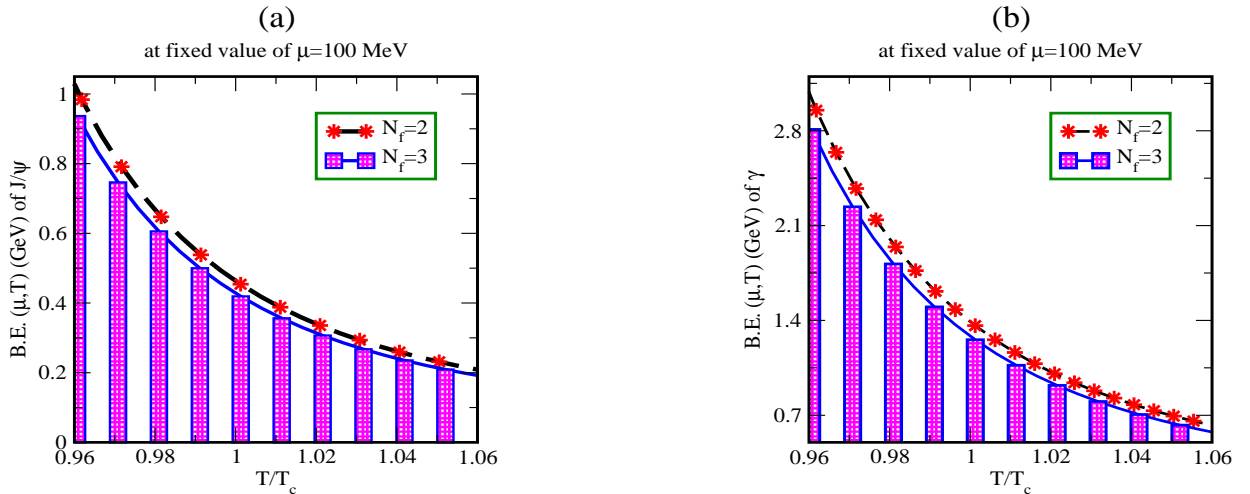 (a)
at fixed value of μ=100 MeV
B.E. (μ,T) (GeV) of J/ψ
1
0.8
0.6
0.4
0.2
0
N_f=2
N_f=3
0.96 0.98 1 1.02 1.04 1.06
T/T_c
(b)
at fixed value of μ=100 MeV
B.E. (μ,T) (GeV) of γ
2.8
2.1
1.4
0.7
N_f=2
N_f=3
0.96 0.98 1 1.02 1.04 1.06
T/T_c